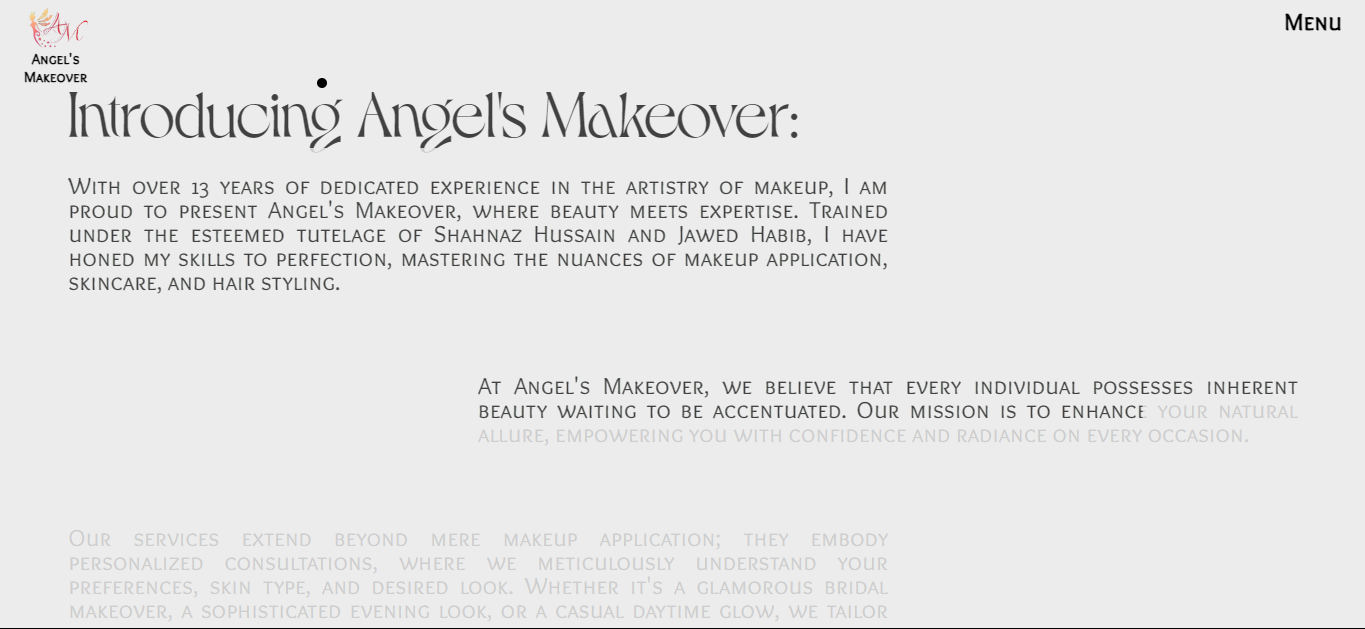 AM
Angel's
Makeover
Menu
Introducing Angel's Makeover:
With over 13 years of dedicated experience in the artistry of makeup, I am
proud to present Angel's Makeover, where beauty meets expertise. Trained
under the esteemed tutelage of Shahnaz Hussain and Jawed Habib, I have
honed my skills to perfection, mastering the nuances of makeup application,
skincare, and hair styling.
At Angel's Makeover, we believe that every individual possesses inherent
beauty waiting to be accentuated. Our mission is to enhance your natural
allure, empowering you with confidence and radiance on every occasion.
Our services extend beyond mere makeup application; they embody
personalized consultations, where we meticulously understand your
preferences, skin type, and desired look. Whether it's a glamorous bridal
makeover, a sophisticated evening look, or a casual daytime glow, we tailor